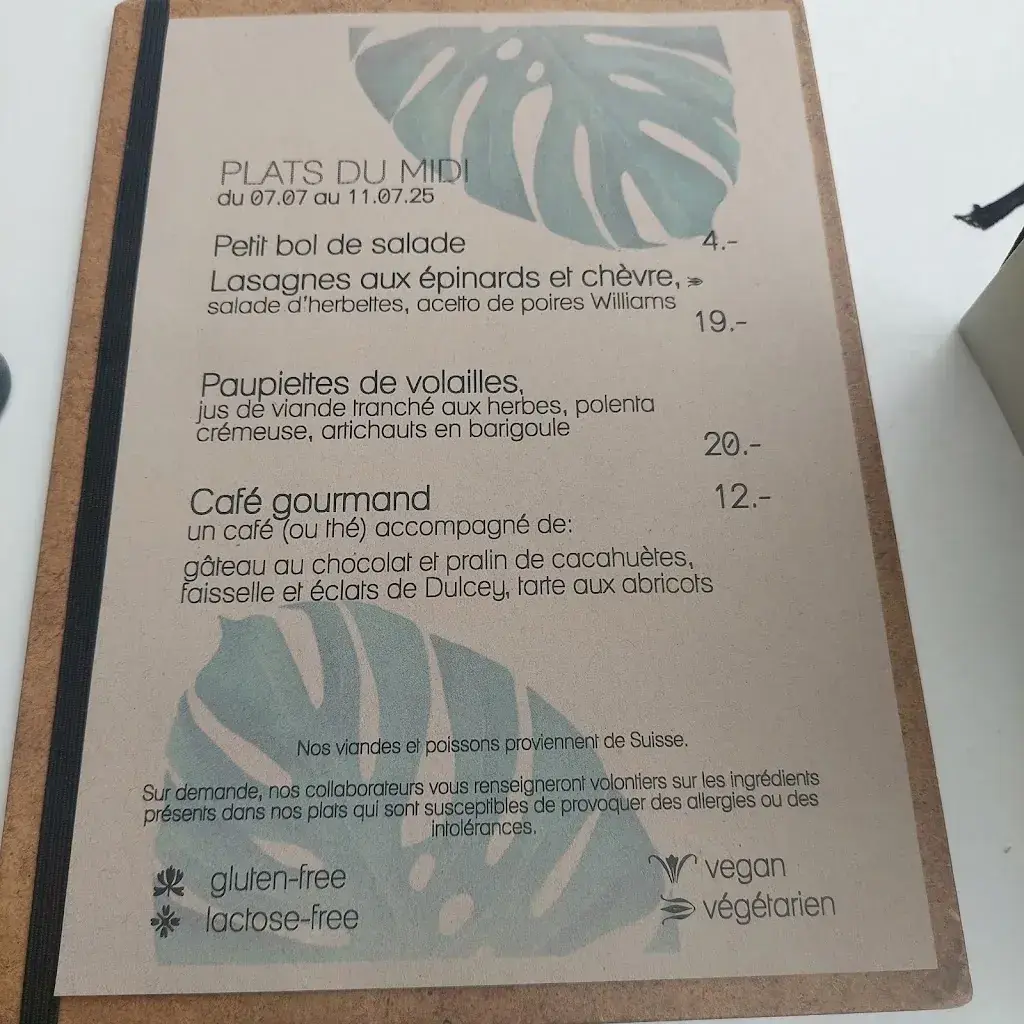 PLATS DU MIDI
du 07.07 au 11.07.25
Petit bol de salade 4.-
Lasagnes aux épinards et chèvre,
salade d'herbettes, acetto de poires Williams
19.-
Paupiettes de volailles,
jus de viande tranché aux herbes, polenta
crémeuse, artichauts en barigoule
20.-
Café gourmand 12.-
un café (ou thé) accompagné de:
gâteau au chocolat et pralin de cacahuètes,
faisselle et éclats de Dulcey, tarte aux abricots
Nos viandes et poissons proviennent de Suisse.
Sur demande, nos collaborateurs vous renseigneront volontiers sur les ingrédients
présents dans nos plats qui sont susceptibles de provoquer des allergies ou des
intolérances.
gluten-free
lactose-free
vegan
végétarien